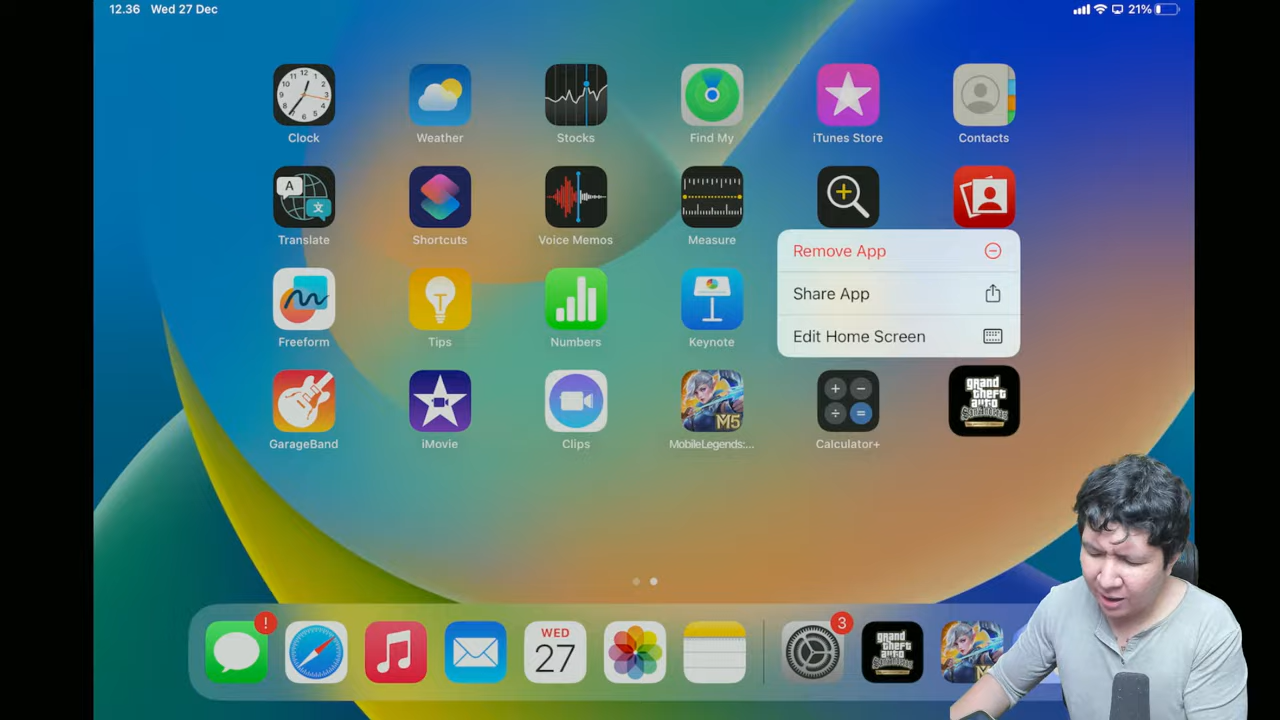 12.36 Wed 27 Dec
21%
Clock
Weather
Stocks
Find My
iTunes Store
Contacts
Translate
Shortcuts
Voice Memos
Measure
Remove App
Share App
Edit Home Screen
Freeform
Tips
Numbers
Keynote
GarageBand
iMovie
Clips
MobileLegends:...
M5
Calculator+
grand
theft
auto
!
WED
27
3
grand
theft
auto